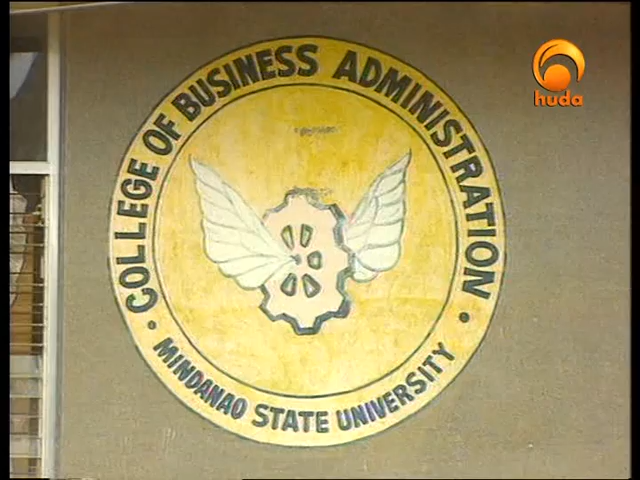 COLLEGE OF BUSINESS ADMINISTRATION
MINDANAO STATE UNIVERSITY
huda